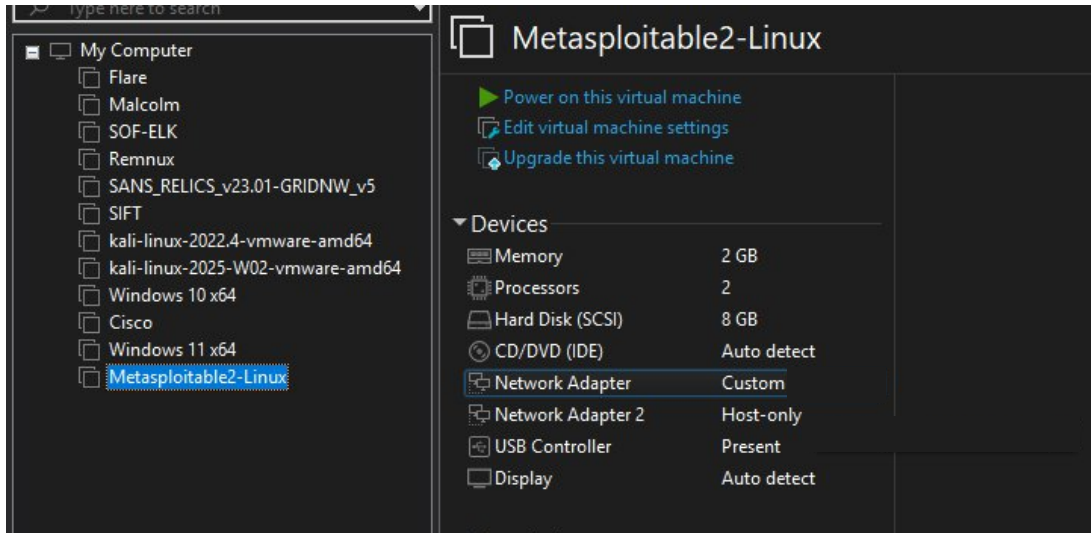 Type here to search
My Computer
Flare
Malcolm
SOF-ELK
Remnux
SANS_RELICS_v23.01-GRIDNW_v5
SIFT
kali-linux-2022.4-vmware-amd64
kali-linux-2025-W02-vmware-amd64
Windows 10 x64
Cisco
Windows 11 x64
Metasploitable2-Linux
Metasploitable2-Linux
Power on this virtual machine
Edit virtual machine settings
Upgrade this virtual machine
Devices
Memory 2 GB
Processors 2
Hard Disk (SCSI) 8 GB
CD/DVD (IDE) Auto detect
Network Adapter Custom
Network Adapter 2 Host-only
USB Controller Present
Display Auto detect